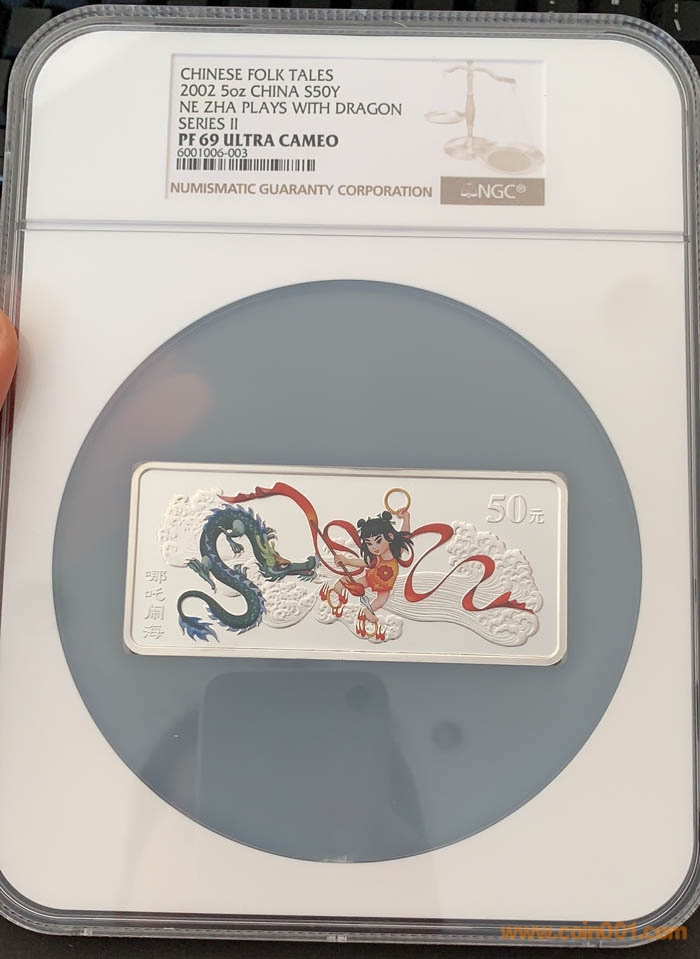 CHINESE FOLK TALES
2002 5oz CHINA S50Y
NE ZHA PLAYS WITH DRAGON
SERIES II
PF 69 ULTRA CAMEO
6001006-003
NUMISMATIC GUARANTY CORPORATION
NGC®
50元
哪吒闹海
www.coin001.com